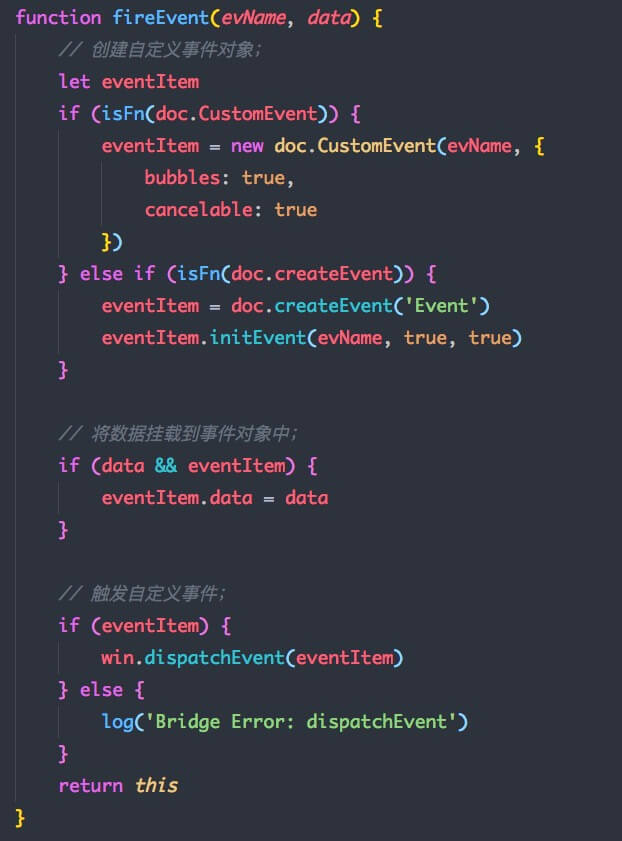 function fireEvent(evName, data) {
    // 创建自定义事件对象;
    let eventItem
    if (isFn(doc.CustomEvent)) {
        eventItem = new doc.CustomEvent(evName, {
            bubbles: true,
            cancelable: true
        })
    } else if (isFn(doc.createEvent)) {
        eventItem = doc.createEvent('Event')
        eventItem.initEvent(evName, true, true)
    }

    // 将数据挂载到事件对象中;
    if (data && eventItem) {
        eventItem.data = data
    }

    // 触发自定义事件;
    if (eventItem) {
        win.dispatchEvent(eventItem)
    } else {
        log('Bridge Error: dispatchEvent')
    }
    return this
}